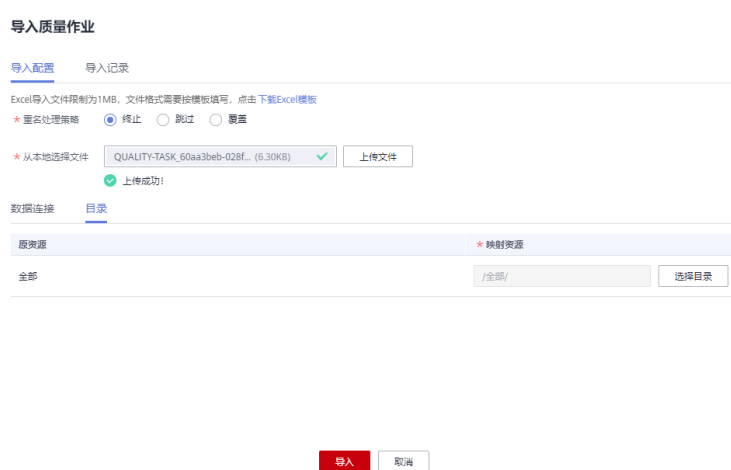 导入质量作业
导入配置 导入记录
Excel导入文件限制为1MB，文件格式需要按模板填写，点击 下载Excel模板
* 重名处理策略 终止 跳过 覆盖
* 从本地选择文件 QUALITY-TASK_60aa3beb-028f... (6.30KB) 上传文件
上传成功!
数据连接 目录
原资源 * 映射资源
全部 /全部/ 选择目录
导入 取消